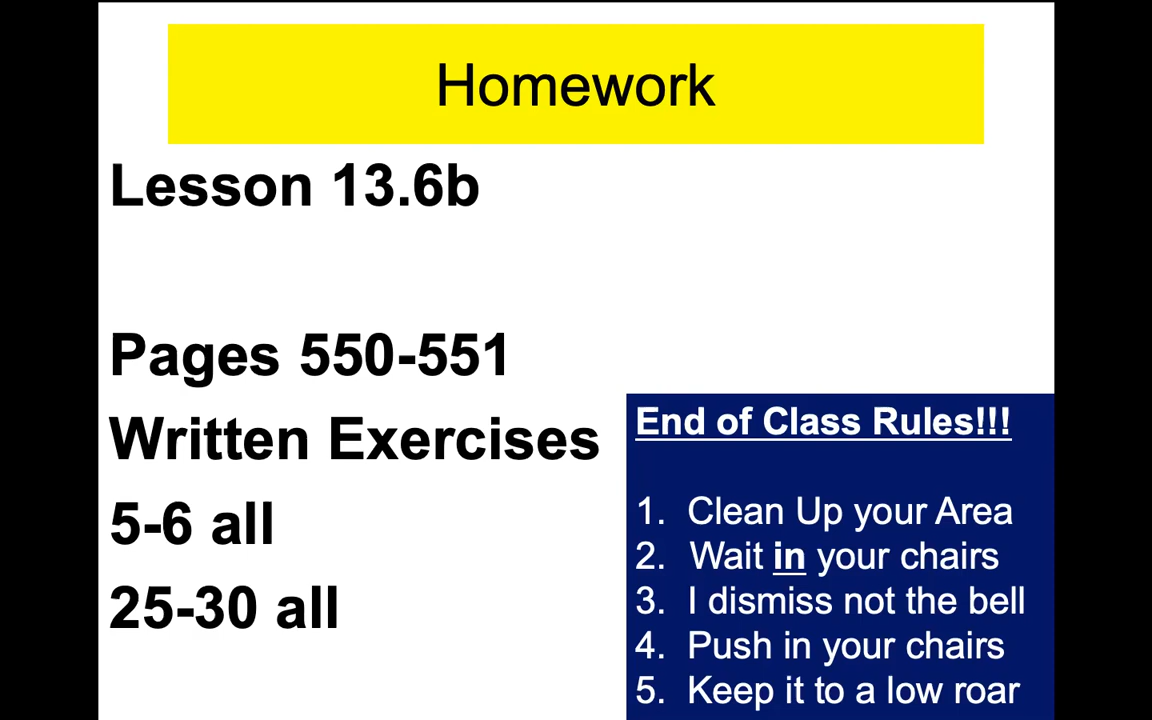 Homework
Lesson 13.6b
Pages 550-551
Written Exercises
5-6 all
25-30 all
End of Class Rules!!!
1. Clean Up your Area
2. Wait in your chairs
3. I dismiss not the bell
4. Push in your chairs
5. Keep it to a low roar